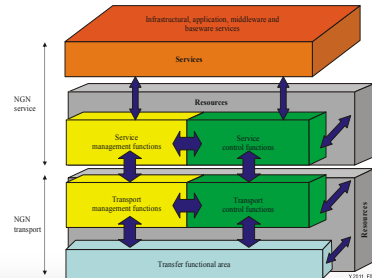 Infrastructural, application, middleware and
baseware services
Services
NGN
service
Resources
Service
management functions
Service
control functions
Transport
management functions
Transport
control functions
NGN
transport
Resources
Transfer functional area